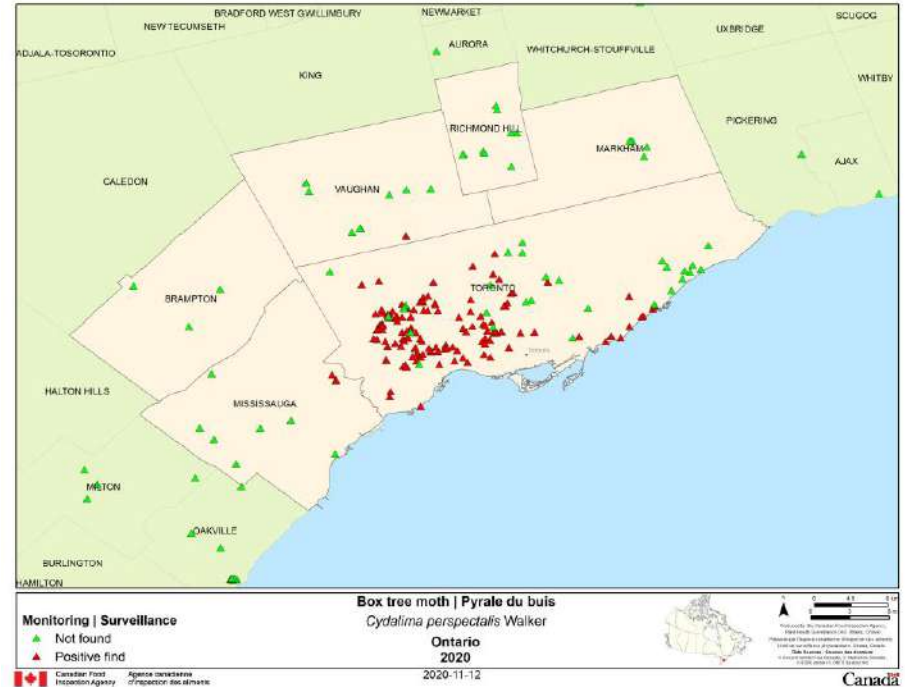 BRADFORD WEST GWILLIMBURY
NEWMARKET
SCUGOG
NEW TECUMSETH
UXBRIDGE
ADJALA-TOSORONTIO
AURORA
WHITCHURCH-STOUFFVILLE
KING
WHITBY
RICHMOND HILL
PICKERING
MARKHAM
AJAX
CALEDON
VAUGHAN
BRAMPTON
TORONTO
Toronto
HALTON HILLS
MISSISSAUGA
MILTON
OAKVILLE
BURLINGTON
HAMILTON
Monitoring | Surveillance
Not found
Positive find
Box tree moth | Pyrale du buis
Cydalima perspectalis Walker
Ontario
2020
2020-11-12
Canadian Food
Inspection Agency
Agence canadienne
d'inspection des aliments
Canada